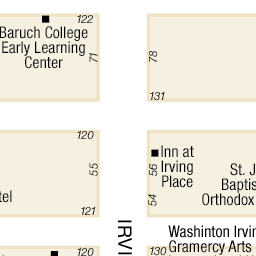 122
Baruch College
Early Learning
Center
71
78
131
120
55
121
Inn at
Irving
Place
56
54
St. J
Baptis
Orthodox
tel
IRVI
Washinton Irvin
Gramercy Arts
120
130